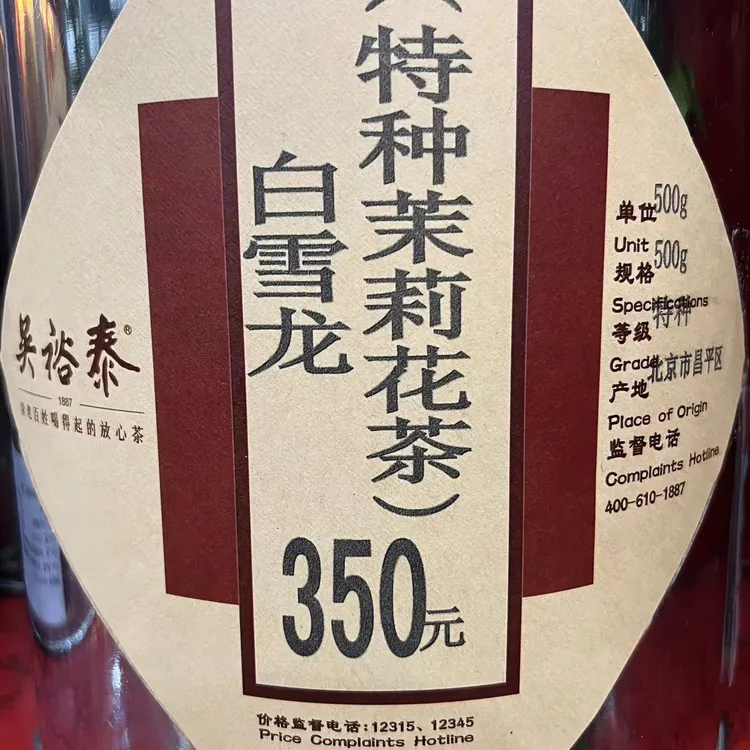 （特种茉莉花茶）
白雪龙
350元
吴裕泰®
1887
老百姓喝得起的放心茶
单位 500g
Unit
规格 500g
Specifications
等级 特种
Grade
产地 北京市昌平区
Place of Origin
监督电话
Complaints Hotline
400-610-1887
价格监督电话:12315、12345
Price Complaints Hotline